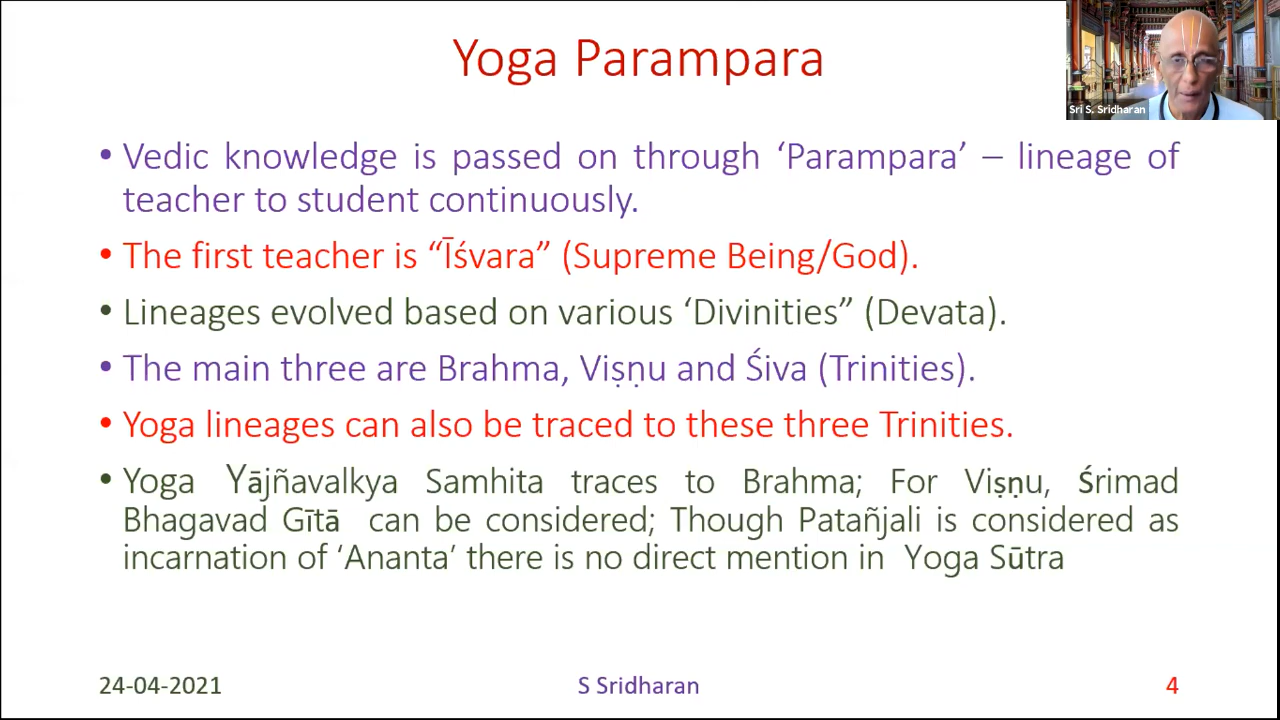 Yoga Parampara
Sri S. Sridharan
• Vedic knowledge is passed on through ‘Parampara’ – lineage of
teacher to student continuously.
• The first teacher is “Īśvara” (Supreme Being/God).
• Lineages evolved based on various ‘Divinities” (Devata).
• The main three are Brahma, Viṣṇu and Śiva (Trinities).
• Yoga lineages can also be traced to these three Trinities.
• Yoga Yājñavalkya Samhita traces to Brahma; For Viṣṇu, Śrimad
Bhagavad Gītā can be considered; Though Patañjali is considered as
incarnation of ‘Ananta’ there is no direct mention in Yoga Sūtra
24-04-2021
S Sridharan
4